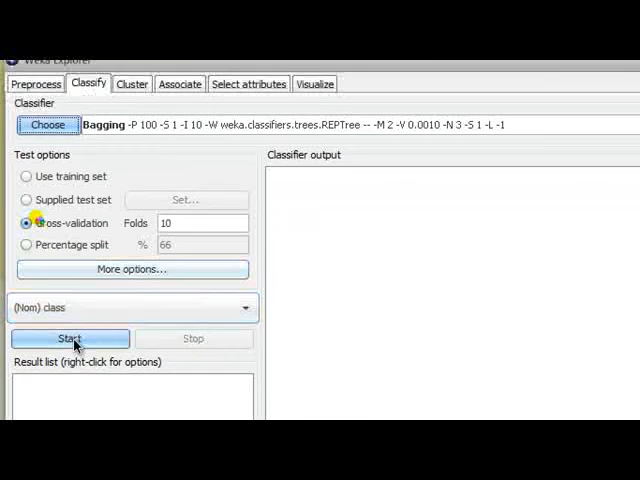 Weka Explorer
Preprocess Classify Cluster Associate Select attributes Visualize
Classifier
Choose Bagging -P 100 -S 1 -I 10 -W weka.classifiers.trees.REPTree -- -M 2 -V 0.0010 -N 3 -S 1 -L -1
Test options
Classifier output
Use training set
Supplied test set Set...
Cross-validation Folds 10
Percentage split % 66
More options...
(Nom) class
Start Stop
Result list (right-click for options)